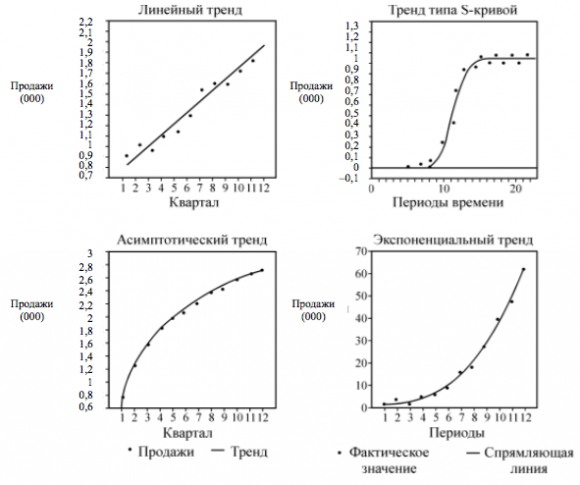 Линейный тренд
Продажи
(000)
2,2
2,1
2
1,9
1,8
1,7
1,6
1,5
1,4
1,3
1,2
1,1
1
0,9
0,8
0,7
1 2 3 4 5 6 7 8 9 10 11 12
Квартал
Тренд типа S-кривой
Продажи
(000)
1,3
1,2
1,1
1,0
0,9
0,8
0,7
0,6
0,5
0,4
0,3
0,2
0,1
0
–0,1
0 10 20
Периоды времени
Асимптотический тренд
Продажи
(000)
3
2,8
2,6
2,4
2,2
2
1,8
1,6
1,4
1,2
1
0,8
0,6
1 2 3 4 5 6 7 8 9 10 11 12
Квартал
• Продажи — Тренд
Экспоненциальный тренд
Продажи
(000)
70
60
50
40
30
20
10
0
1 2 3 4 5 6 7 8 9 10 11 12
Периоды
• Фактическое значение
— Спрямляющая линия